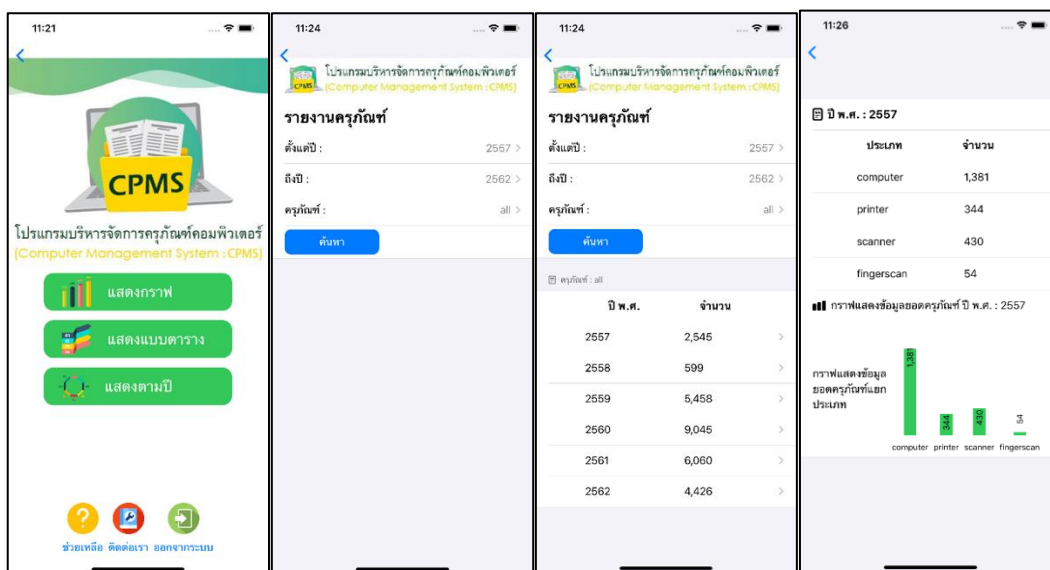 11:21
CPMS
โปรแกรมบริหารจัดการครุภัณฑ์คอมพิวเตอร์
(Computer Management System : CPMS)
แสดงกราฟ
แสดงแบบตาราง
แสดงตามปี
ช่วยเหลือ ติดต่อเรา ออกจากระบบ
11:24
CPMS
โปรแกรมบริหารจัดการครุภัณฑ์คอมพิวเตอร์
(Computer Management System : CPMS)
รายงานครุภัณฑ์
ตั้งแต่ปี : 2557 >
ถึงปี : 2562 >
ครุภัณฑ์ : all >
ค้นหา
11:24
CPMS
โปรแกรมบริหารจัดการครุภัณฑ์คอมพิวเตอร์
(Computer Management System : CPMS)
รายงานครุภัณฑ์
ตั้งแต่ปี : 2557 >
ถึงปี : 2562 >
ครุภัณฑ์ : all >
ค้นหา
ครุภัณฑ์ : all
ปี พ.ศ. จำนวน
2557 2,545 >
2558 599 >
2559 5,458 >
2560 9,045 >
2561 6,060 >
2562 4,426 >
11:26
ปี พ.ศ. : 2557
ประเภท จำนวน
computer 1,381
printer 344
scanner 430
fingerscan 54
กราฟแสดงข้อมูลยอดครุภัณฑ์ ปี พ.ศ. : 2557
กราฟแสดงข้อมูล
ยอดครุภัณฑ์แยก
ประเภท
1,381 344 430 54
computer printer scanner fingerscan